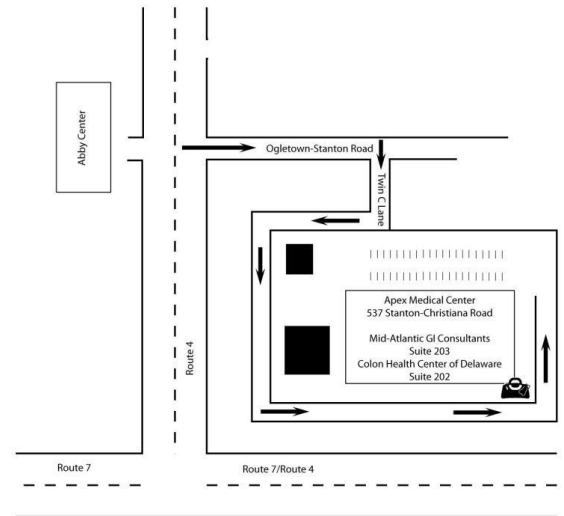 Abby Center
Ogletown-Stanton Road
Twin C Lane
Apex Medical Center
537 Stanton-Christiana Road
Mid-Atlantic GI Consultants
Suite 203
Colon Health Center of Delaware
Suite 202
Route 4
Route 7
Route 7/Route 4